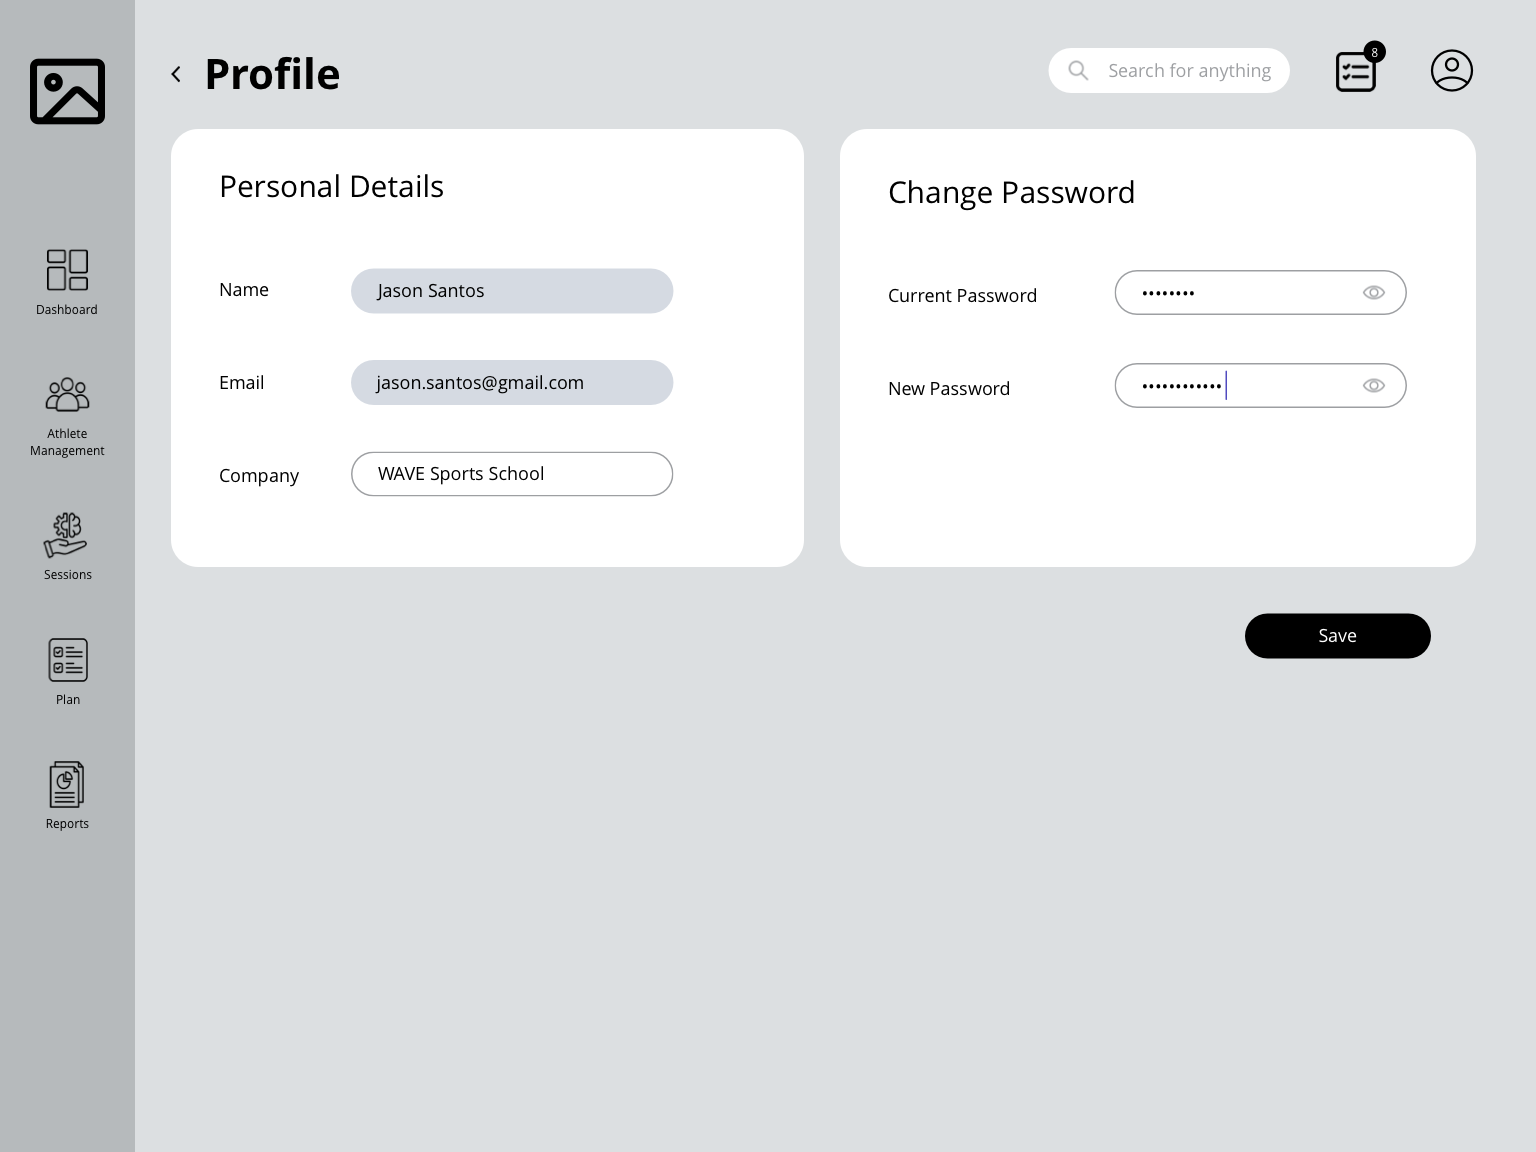 Profile
Search for anything
8
Dashboard
Athlete
Management
Sessions
Plan
Reports
Personal Details
Name
Jason Santos
Email
jason.santos@gmail.com
Company
WAVE Sports School
Change Password
Current Password
••••••••
New Password
••••••••••••
Save